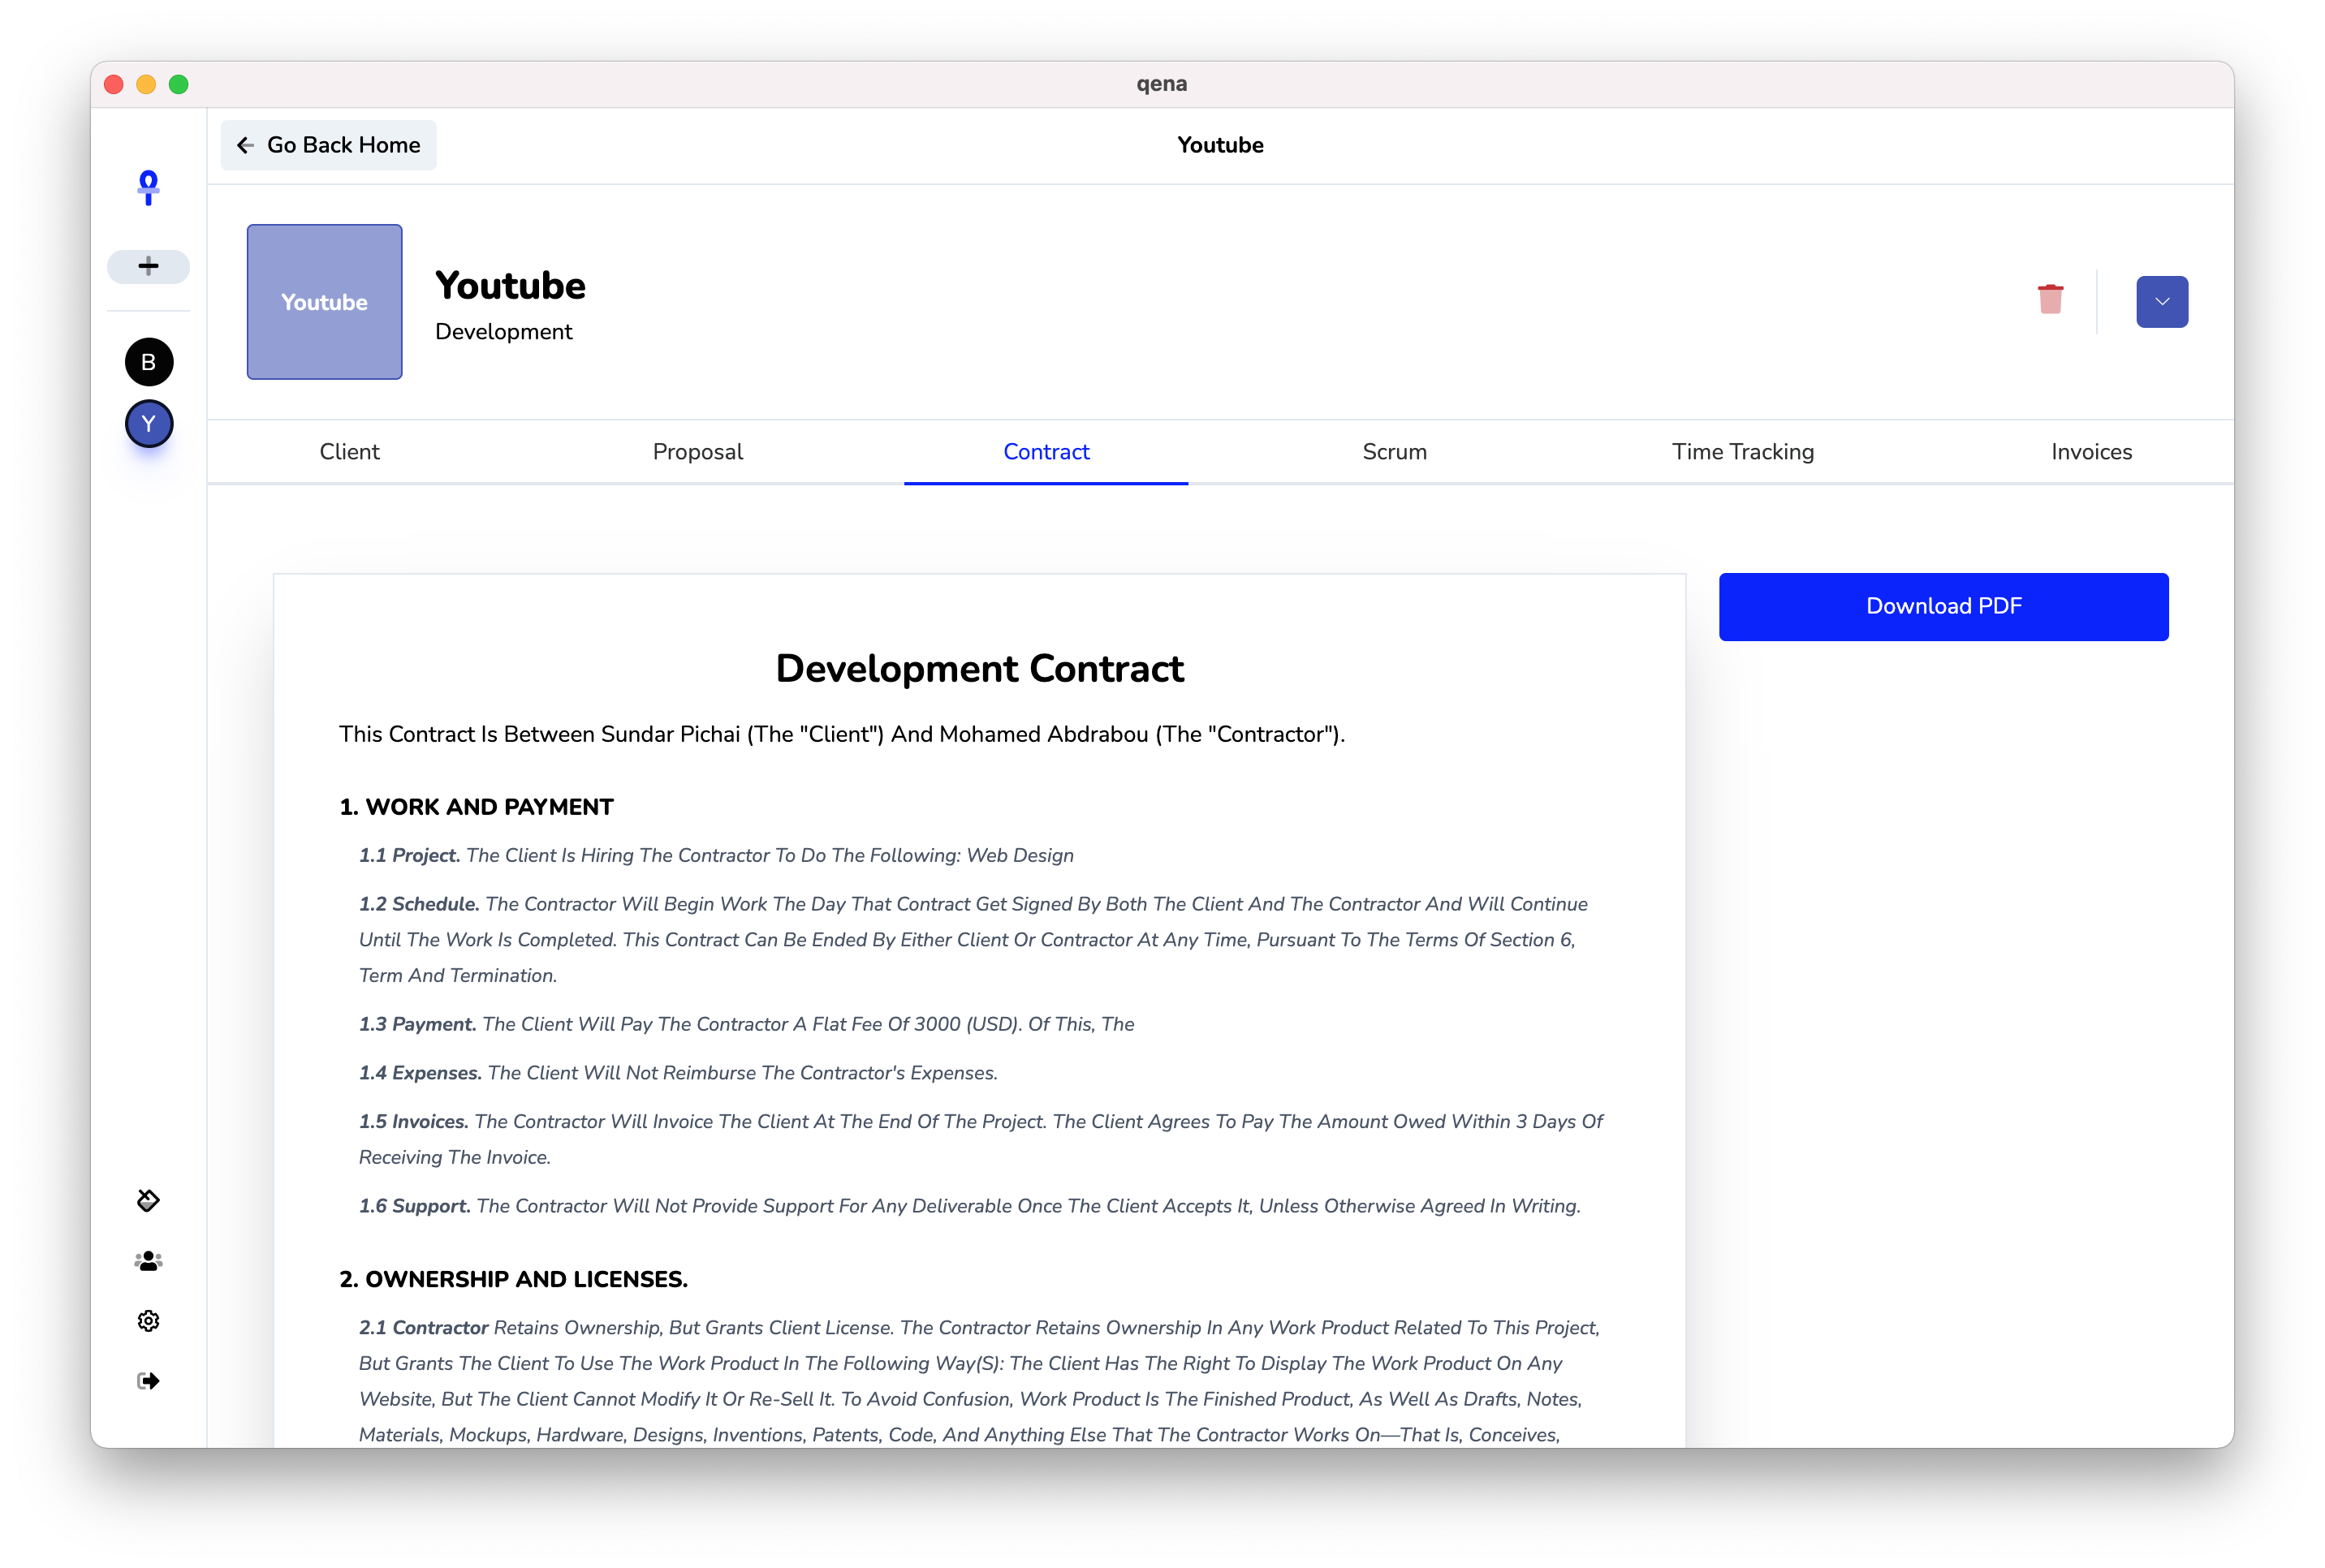 qena
Go Back Home
Youtube
Youtube
Youtube
Development
B
Y
Client
Proposal
Contract
Scrum
Time Tracking
Invoices
Download PDF
Development Contract
This Contract Is Between Sundar Pichai (The "Client") And Mohamed Abdrabou (The "Contractor").
1. WORK AND PAYMENT
1.1 Project. The Client Is Hiring The Contractor To Do The Following: Web Design
1.2 Schedule. The Contractor Will Begin Work The Day That Contract Get Signed By Both The Client And The Contractor And Will Continue
Until The Work Is Completed. This Contract Can Be Ended By Either Client Or Contractor At Any Time, Pursuant To The Terms Of Section 6,
Term And Termination.
1.3 Payment. The Client Will Pay The Contractor A Flat Fee Of 3000 (USD). Of This, The
1.4 Expenses. The Client Will Not Reimburse The Contractor's Expenses.
1.5 Invoices. The Contractor Will Invoice The Client At The End Of The Project. The Client Agrees To Pay The Amount Owed Within 3 Days Of
Receiving The Invoice.
1.6 Support. The Contractor Will Not Provide Support For Any Deliverable Once The Client Accepts It, Unless Otherwise Agreed In Writing.
2. OWNERSHIP AND LICENSES.
2.1 Contractor Retains Ownership, But Grants Client License. The Contractor Retains Ownership In Any Work Product Related To This Project,
But Grants The Client To Use The Work Product In The Following Way(S): The Client Has The Right To Display The Work Product On Any
Website, But The Client Cannot Modify It Or Re-Sell It. To Avoid Confusion, Work Product Is The Finished Product, As Well As Drafts, Notes,
Materials, Mockups, Hardware, Designs, Inventions, Patents, Code, And Anything Else That The Contractor Works On—That Is, Conceives,